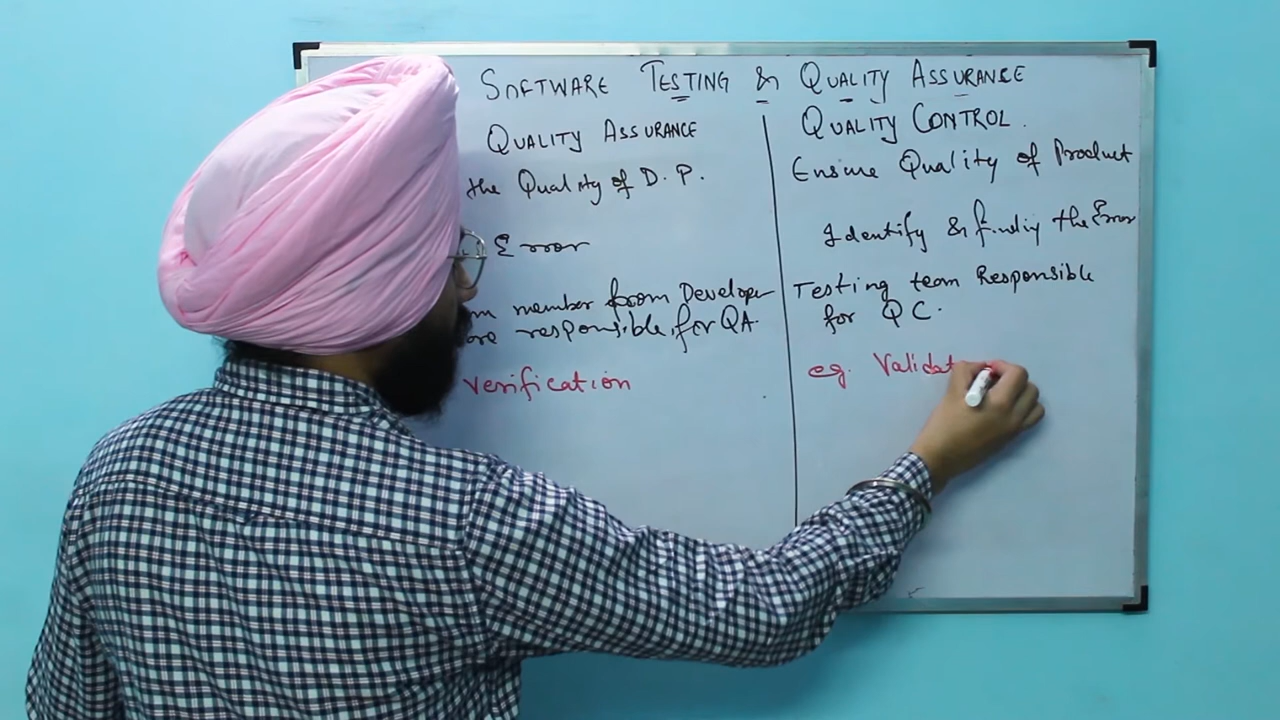 SOFTWARE TESTING & QUALITY ASSURANCE
QUALITY ASSURANCE
the Quality of D.P.
Error
member from Developer
responsible for QA.
Verification
QUALITY CONTROL.
Ensure Quality of Product
Identify & finding the Error
Testing team Responsible
for QC.
eg. Validat